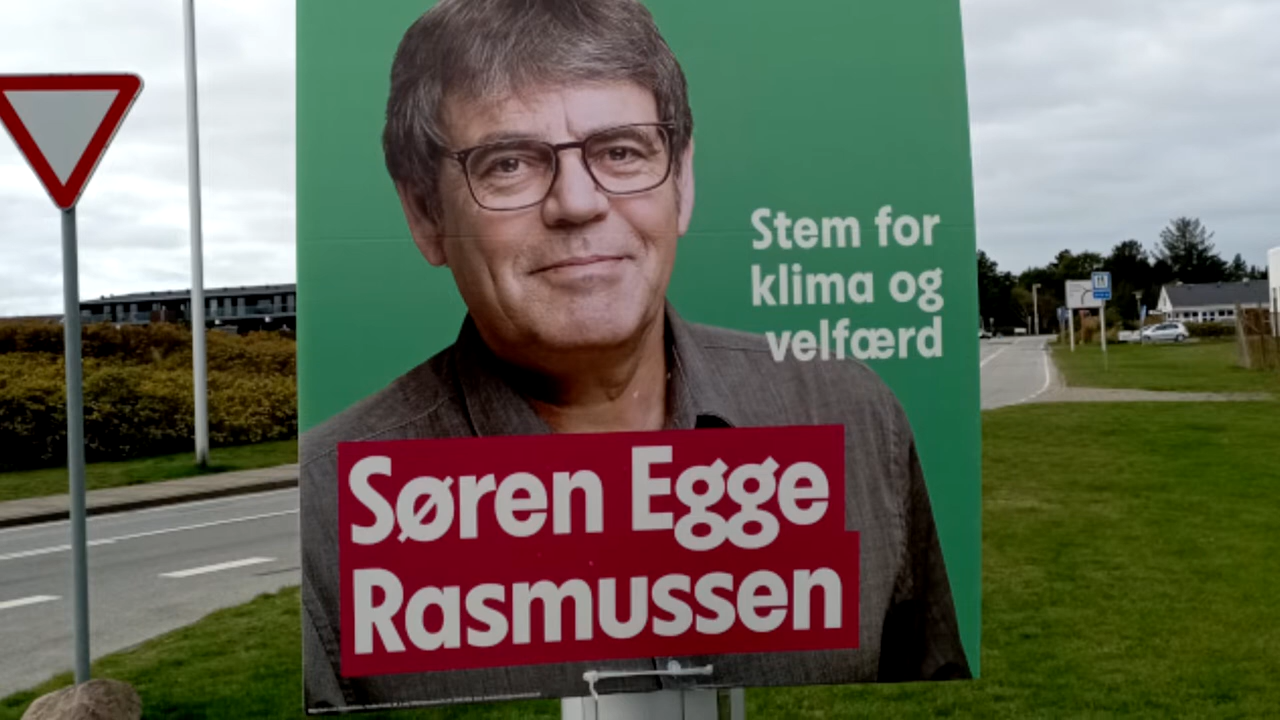 Stem for
klima og
velfærd
Søren Egge
Rasmussen